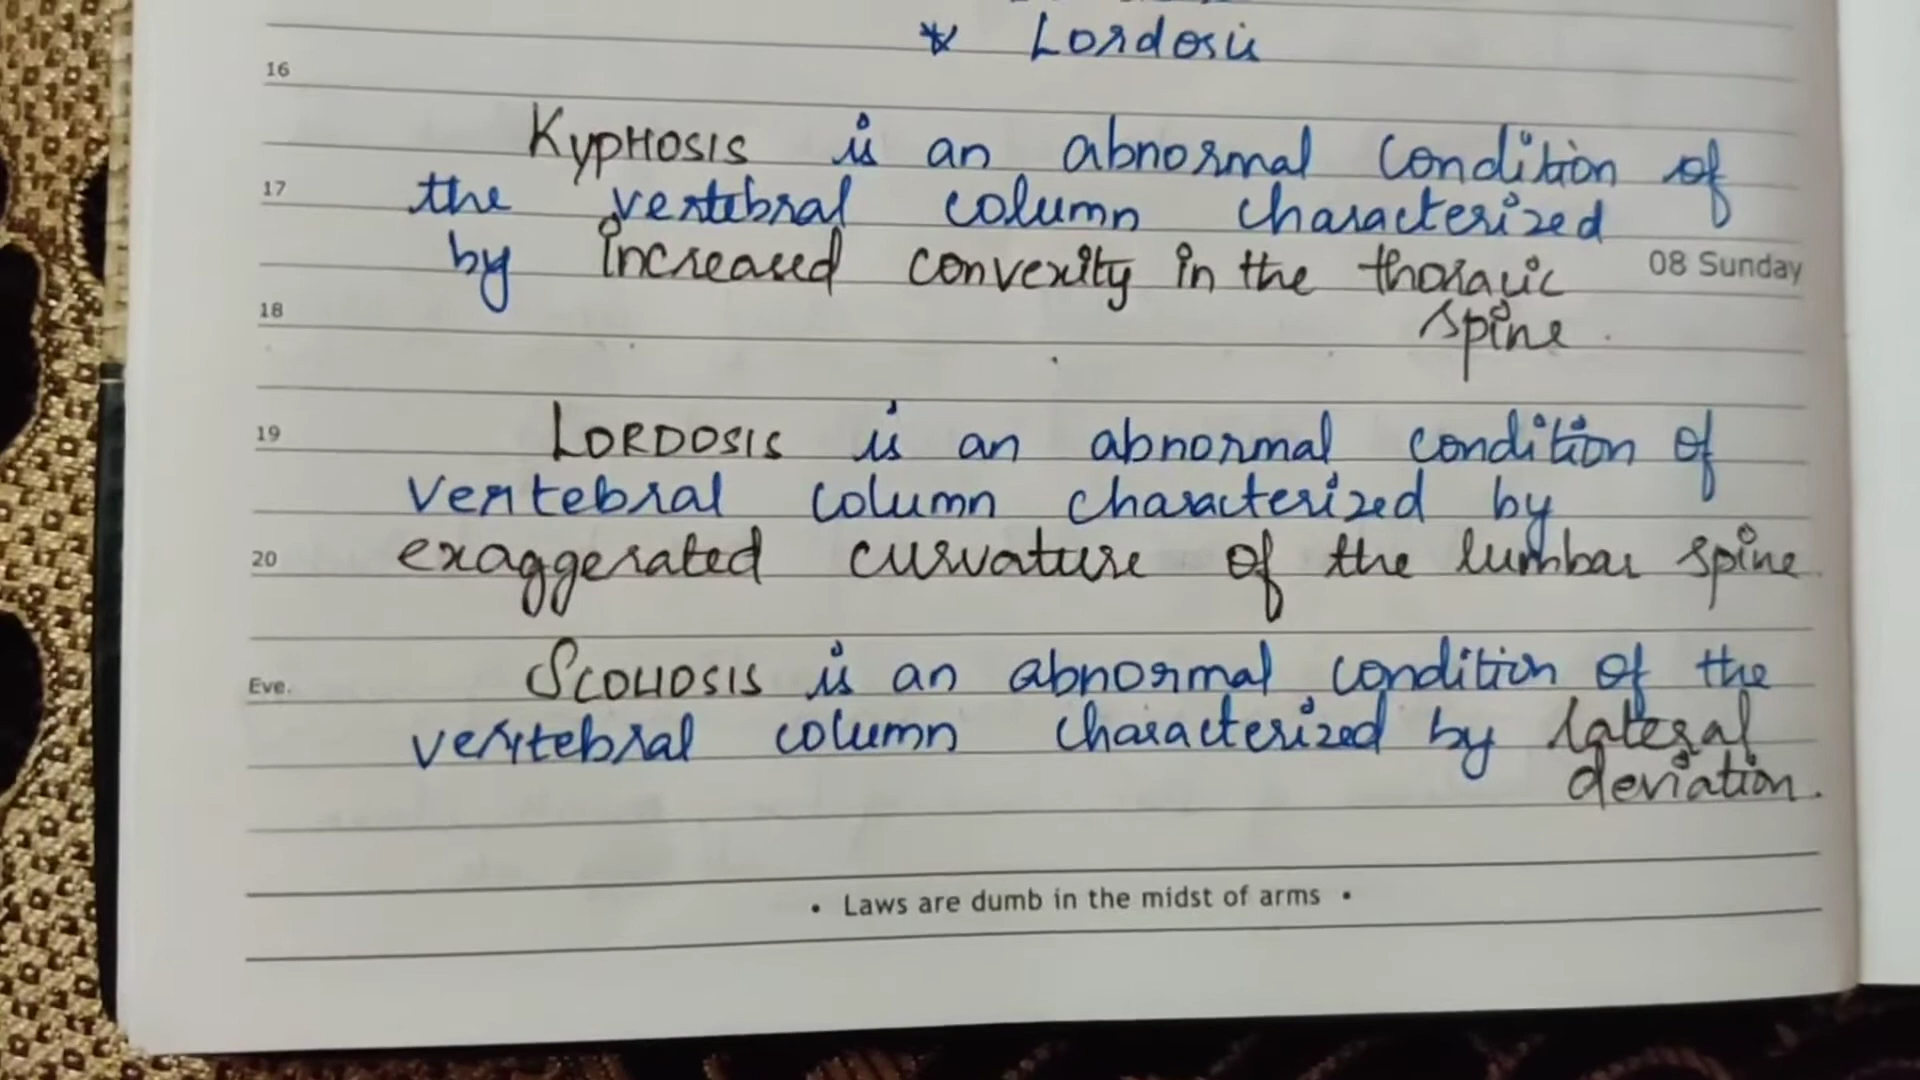 * Lordosis
16
KYPHOSIS is an abnormal condition of
17
the vertebral column characterized
by increased convexity in the thoracic
08 Sunday
18
spine.
19
LORDOSIS is an abnormal condition of
vertebral column characterized by
20
exaggerated curvature of the lumbar spine.
Eve.
SCOLIOSIS is an abnormal condition of the
vertebral column characterized by lateral
deviation.
• Laws are dumb in the midst of arms •